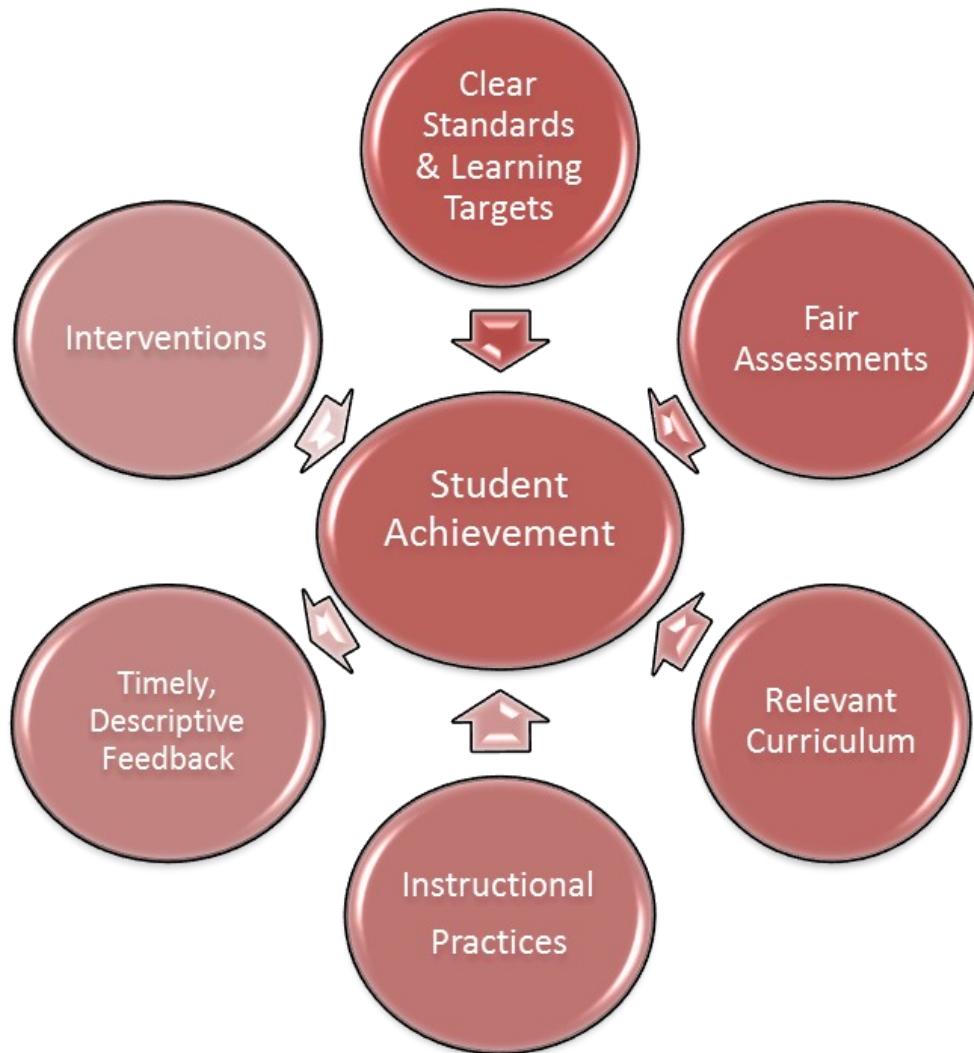 Clear
Standards
& Learning
Targets
Fair
Assessments
Relevant
Curriculum
Instructional
Practices
Timely,
Descriptive
Feedback
Interventions
Student
Achievement